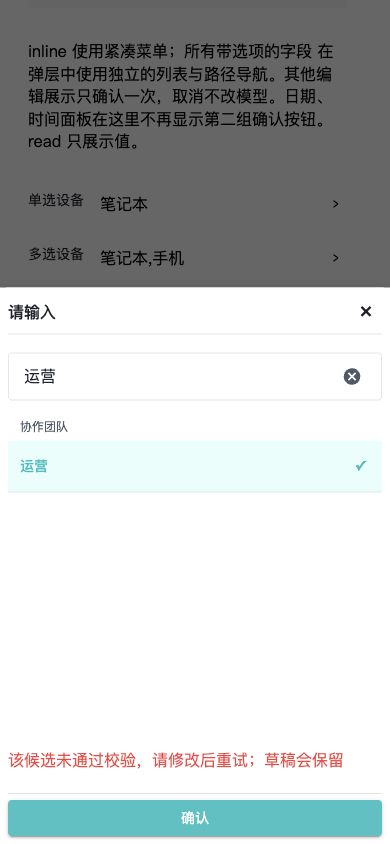 inline 使用紧凑菜单；所有带选项的字段 在
弹层中使用独立的列表与路径导航。其他编
辑展示只确认一次，取消不改模型。日期、
时间面板在这里不再显示第二组确认按钮。
read 只展示值。
单选设备 笔记本
多选设备 笔记本,手机
请输入
运营
协作团队
运营
该候选未通过校验，请修改后重试；草稿会保留
确认